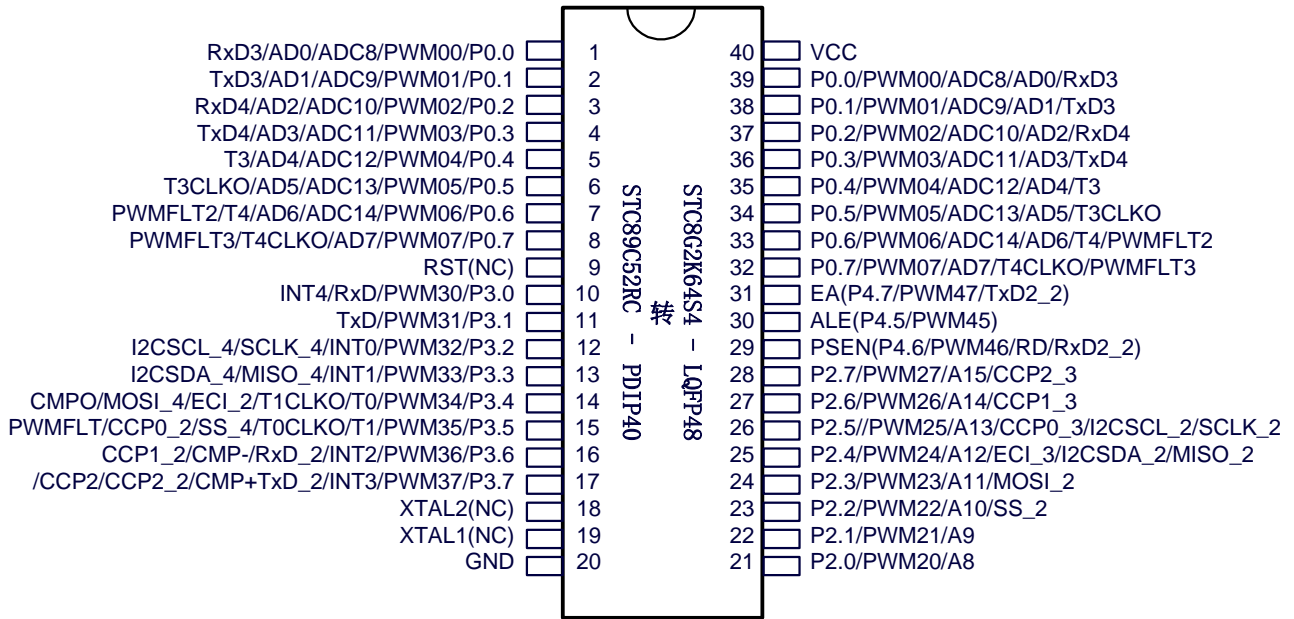 RxD3/AD0/ADC8/PWM00/P0.0 1
TxD3/AD1/ADC9/PWM01/P0.1 2
RxD4/AD2/ADC10/PWM02/P0.2 3
TxD4/AD3/ADC11/PWM03/P0.3 4
T3/AD4/ADC12/PWM04/P0.4 5
T3CLKO/AD5/ADC13/PWM05/P0.5 6
PWMFLT2/T4/AD6/ADC14/PWM06/P0.6 7
PWMFLT3/T4CLKO/AD7/PWM07/P0.7 8
RST(NC) 9
INT4/RxD/PWM30/P3.0 10
TxD/PWM31/P3.1 11
I2CSCL_4/SCLK_4/INT0/PWM32/P3.2 12
I2CSDA_4/MISO_4/INT1/PWM33/P3.3 13
CMPO/MOSI_4/ECI_2/T1CLKO/T0/PWM34/P3.4 14
PWMFLT/CCP0_2/SS_4/T0CLKO/T1/PWM35/P3.5 15
CCP1_2/CMP-/RxD_2/INT2/PWM36/P3.6 16
/CCP2/CCP2_2/CMP+TxD_2/INT3/PWM37/P3.7 17
XTAL2(NC) 18
XTAL1(NC) 19
GND 20
STC89C52RC - PDIP40
转
STC8G2K64S4 - LQFP48
40 VCC
39 P0.0/PWM00/ADC8/AD0/RxD3
38 P0.1/PWM01/ADC9/AD1/TxD3
37 P0.2/PWM02/ADC10/AD2/RxD4
36 P0.3/PWM03/ADC11/AD3/TxD4
35 P0.4/PWM04/ADC12/AD4/T3
34 P0.5/PWM05/ADC13/AD5/T3CLKO
33 P0.6/PWM06/ADC14/AD6/T4/PWMFLT2
32 P0.7/PWM07/AD7/T4CLKO/PWMFLT3
31 EA(P4.7/PWM47/TxD2_2)
30 ALE(P4.5/PWM45)
29 PSEN(P4.6/PWM46/RD/RxD2_2)
28 P2.7/PWM27/A15/CCP2_3
27 P2.6/PWM26/A14/CCP1_3
26 P2.5//PWM25/A13/CCP0_3/I2CSCL_2/SCLK_2
25 P2.4/PWM24/A12/ECI_3/I2CSDA_2/MISO_2
24 P2.3/PWM23/A11/MOSI_2
23 P2.2/PWM22/A10/SS_2
22 P2.1/PWM21/A9
21 P2.0/PWM20/A8